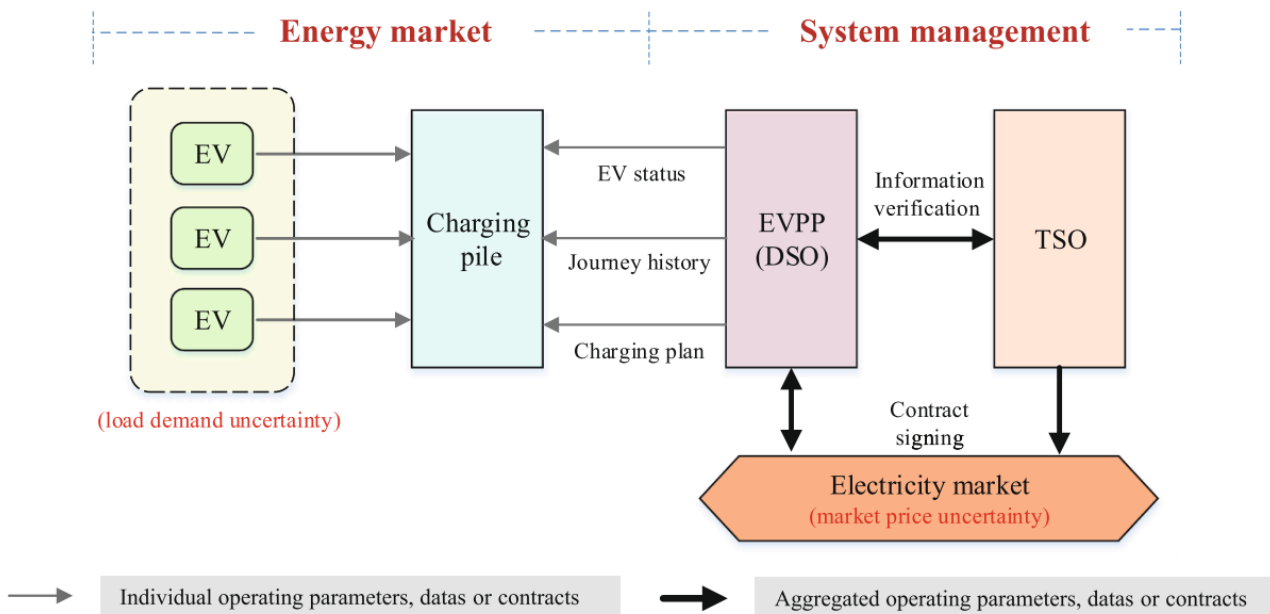 Energy market
System management
EV
EV
EV
(load demand uncertainty)
Charging
pile
EV status
Journey history
Charging plan
EVPP
(DSO)
Information
verification
TSO
Contract
signing
Electricity market
(market price uncertainty)
Individual operating parameters, datas or contracts
Aggregated operating parameters, datas or contracts